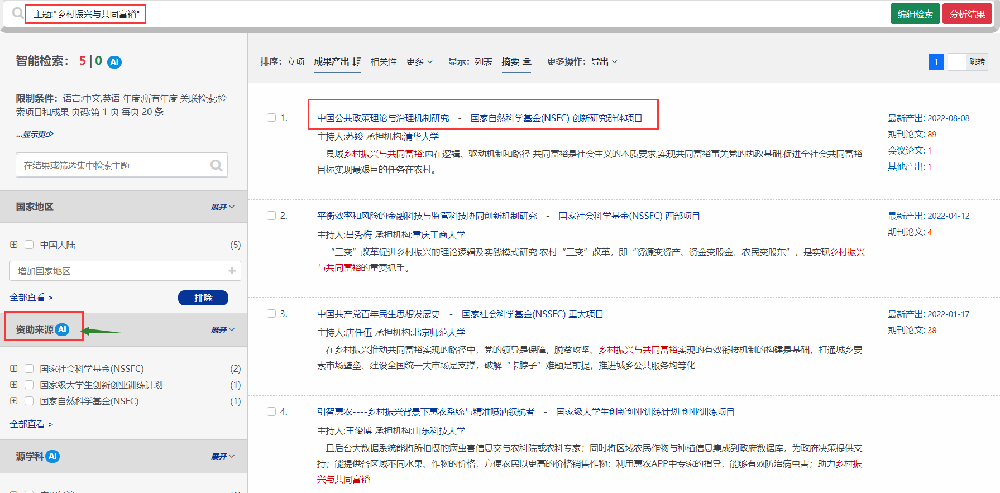 主题:"乡村振兴与共同富裕"
编辑检索
分析结果
智能检索： 5 | 0 AI
限制条件：语言:中文,英语 年度:所有年度 关联检索:检
索项目和成果 页码:第 1 页 每页 20 条
...显示更少
在结果或筛选集中检索主题
国家地区 展开
中国大陆 (5)
增加国家地区
全部查看 > 排除
资助来源 AI 展开
国家社会科学基金(NSSFC) (2)
国家级大学生创新创业训练计划 (1)
国家自然科学基金(NSFC) (1)
全部查看 >
源学科 AI 展开
排序：立项 成果产出 相关性 更多 显示：列表 摘要 更多操作：导出 1 跳转
1. 中国公共政策理论与治理机制研究 - 国家自然科学基金(NSFC) 创新研究群体项目
主持人:苏竣 承担机构:清华大学
县域乡村振兴与共同富裕:内在逻辑、驱动机制和路径 共同富裕是社会主义的本质要求,实现共同富裕事关党的执政基础,促进全社会共同富裕
目标实现最艰巨的任务在农村。
最新产出: 2022-08-08
期刊论文: 89
会议论文: 1
其他产出: 1
2. 平衡效率和风险的金融科技与监管科技协同创新机制研究 - 国家社会科学基金(NSSFC) 西部项目
主持人:吕秀梅 承担机构:重庆工商大学
“三变”改革促进乡村振兴的理论逻辑及实践模式研究 农村“三变”改革，即“资源变资产、资金变股金、农民变股东”，是实现乡村振兴
与共同富裕的重要抓手。
最新产出: 2022-04-12
期刊论文: 4
3. 中国共产党百年民生思想发展史 - 国家社会科学基金(NSSFC) 重大项目
主持人:唐任伍 承担机构:北京师范大学
在乡村振兴推动共同富裕实现的路径中，党的领导是保障，脱贫攻坚、乡村振兴与共同富裕实现的有效衔接机制的构建是基础，打通城乡要
素市场壁垒、建设全国统一大市场是支撑，破解“卡脖子”难题是前提，推进城乡公共服务均等化
最新产出: 2022-01-17
期刊论文: 38
4. 引智惠农----乡村振兴背景下惠农系统与精准喷洒领航者 - 国家级大学生创新创业训练计划 创业训练项目
主持人:王俊博 承担机构:山东科技大学
且后台大数据系统能将所拍摄的病虫害信息交与农科院或农科专家；同时将区域农民作物与种植信息集成到政府数据库，为政府决策提供支
持；能提供各区域不同水果、作物的价格，方便农民以更高的价格销售作物；利用惠农APP中专家的指导，能够有效防治病虫害；助力乡村振
兴与共同富裕